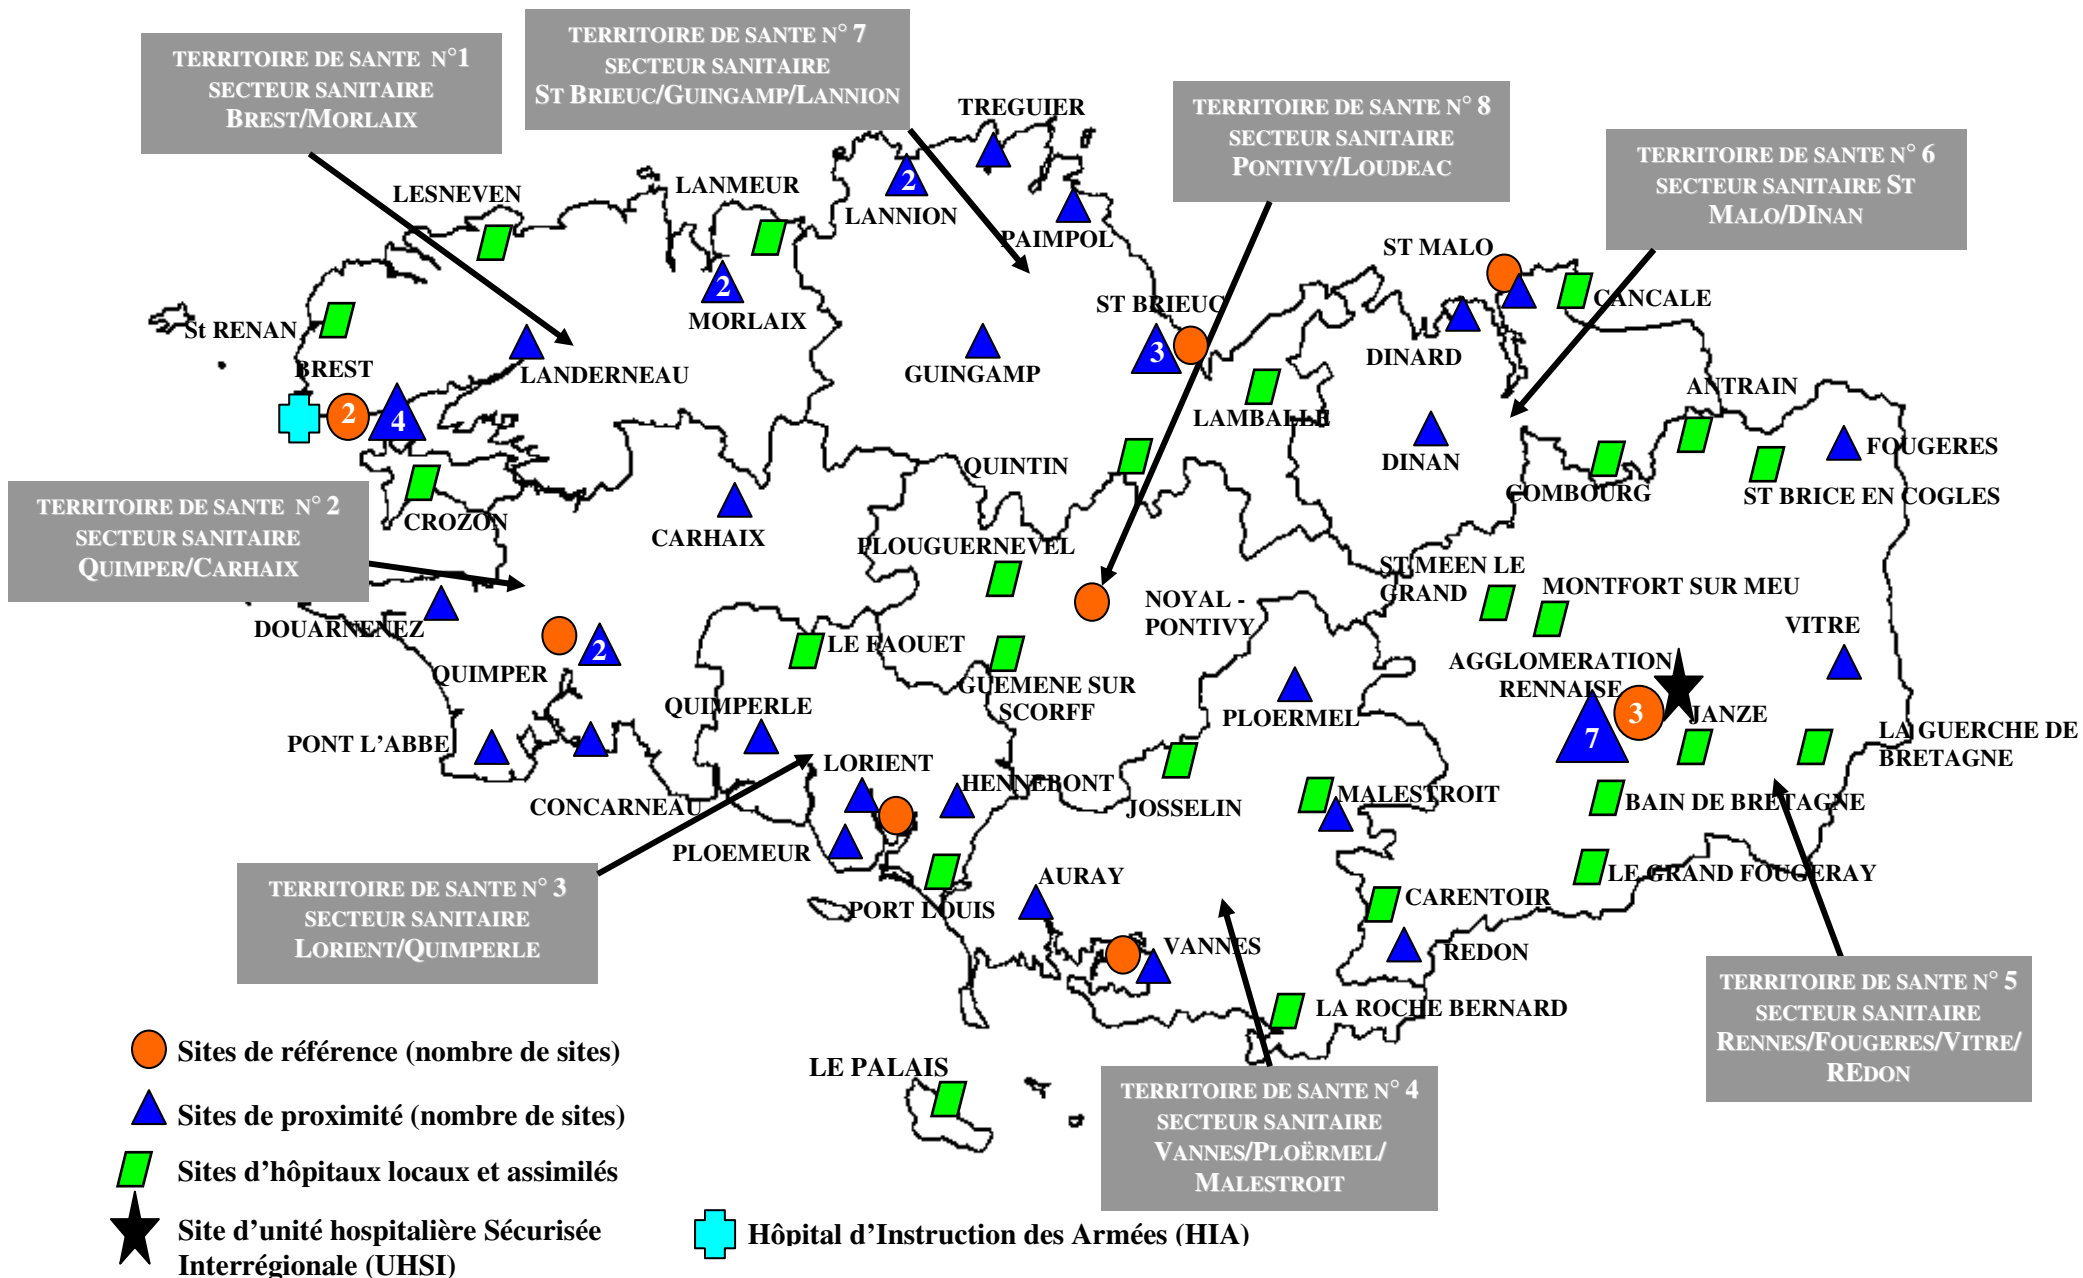 TERRITOIRE DE SANTE N°1
SECTEUR SANITAIRE
BREST/MORLAIX
TERRITOIRE DE SANTE N° 7
SECTEUR SANITAIRE
ST BRIEUC/GUINGAMP/LANNION
TERRITOIRE DE SANTE N° 8
SECTEUR SANITAIRE
PONTIVY/LOUDEAC
TERRITOIRE DE SANTE N° 6
SECTEUR SANITAIRE ST
MALO/DINAN
TREGUIER
LESNEVEN
LANMEUR
2
LANNION
PAIMPOL
ST MALO
2
MORLAIX
ST BRIEUC
CANCALE
St RENAN
BREST
LANDERNEAU
GUINGAMP
3
DINARD
2
4
LAMBALLE
ANTRAIN
QUINTIN
DINAN
FOUGERES
COMBOURG
ST BRICE EN COGLES
TERRITOIRE DE SANTE N° 2
SECTEUR SANITAIRE
QUIMPER/CARHAIX
CROZON
CARHAIX
PLOUGUERNEVEL
ST MEEN LE
GRAND
MONTFORT SUR MEU
DOUARNENEZ
NOYAL -
PONTIVY
VITRE
2
LE FAOUET
QUIMPER
GUEMENE SUR
SCORFF
AGGLOMERATION
RENNAISE
QUIMPERLE
PLOERMEL
3
JANZE
7
PONT L'ABBE
LA GUERCHE DE
BRETAGNE
LORIENT
HENNEBONT
CONCARNEAU
JOSSELIN
MALESTROIT
BAIN DE BRETAGNE
PLOEMEUR
LE GRAND FOUGERAY
TERRITOIRE DE SANTE N° 3
SECTEUR SANITAIRE
LORIENT/QUIMPERLE
AURAY
PORT LOUIS
CARENTOIR
VANNES
REDON
LA ROCHE BERNARD
TERRITOIRE DE SANTE N° 5
SECTEUR SANITAIRE
RENNES/FOUGERES/VITRE/
REDON
LE PALAIS
TERRITOIRE DE SANTE N° 4
SECTEUR SANITAIRE
VANNES/PLOËRMEL/
MALESTROIT
Sites de référence (nombre de sites)
Sites de proximité (nombre de sites)
Sites d'hôpitaux locaux et assimilés
Site d'unité hospitalière Sécurisée
Interrégionale (UHSI)
Hôpital d'Instruction des Armées (HIA)